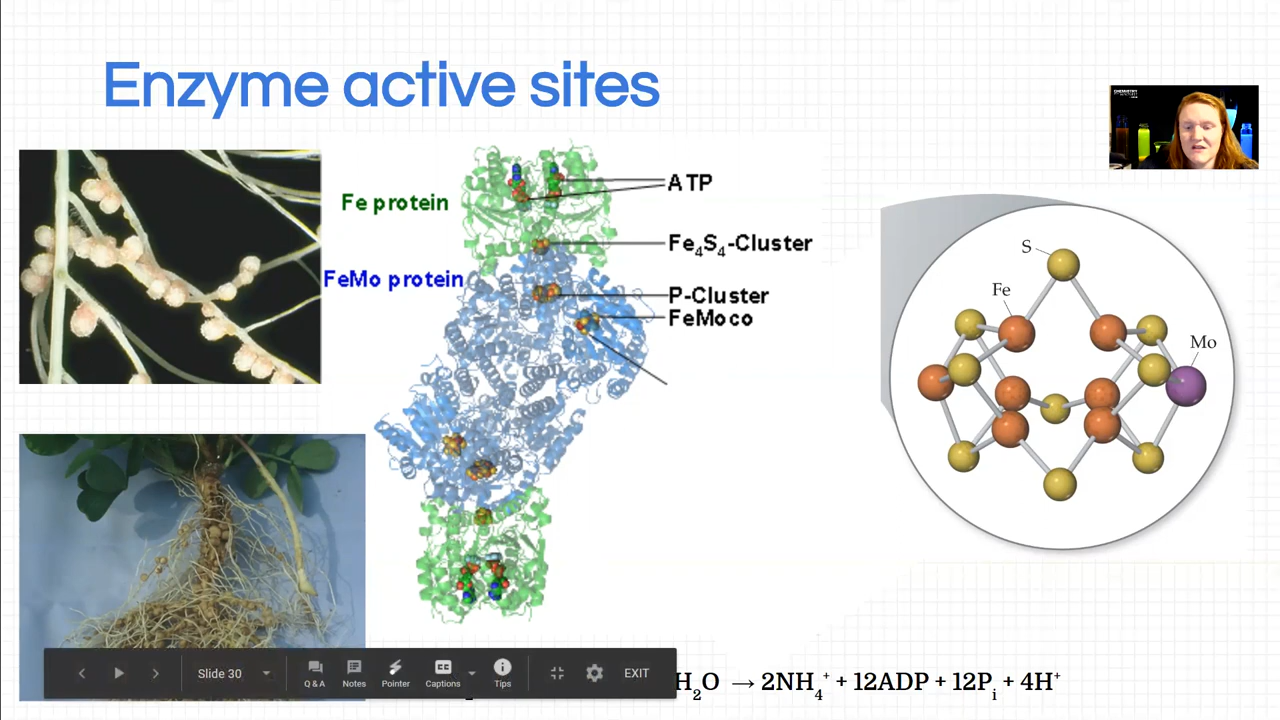 Enzyme active sites
CHEMISTRY
Fe protein
ATP
Fe₄S₄-Cluster
FeMo protein
P-Cluster
FeMoco
S
Fe
Mo
Slide 30
Q & A
Notes
Pointer
Captions
Tips
EXIT
H₂O → 2NH₄⁺ + 12ADP + 12Pᵢ + 4H⁺